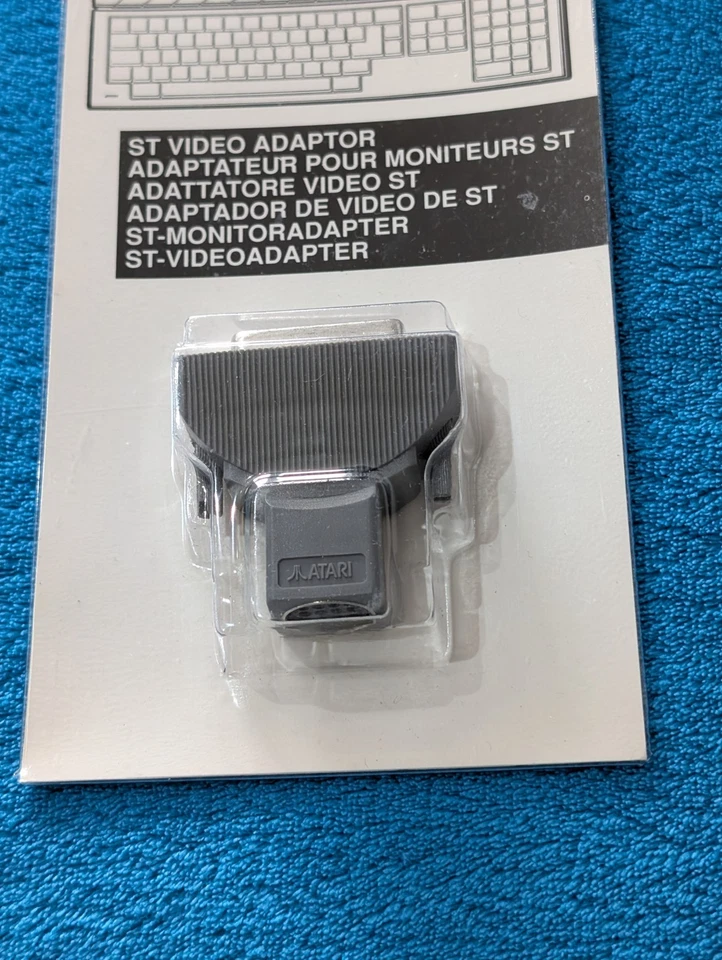 ST VIDEO ADAPTOR
ADAPTATEUR POUR MONITEURS ST
ADATTATORE VIDEO ST
ADAPTADOR DE VIDEO DE ST
ST-MONITORADAPTER
ST-VIDEOADAPTER
ATARI